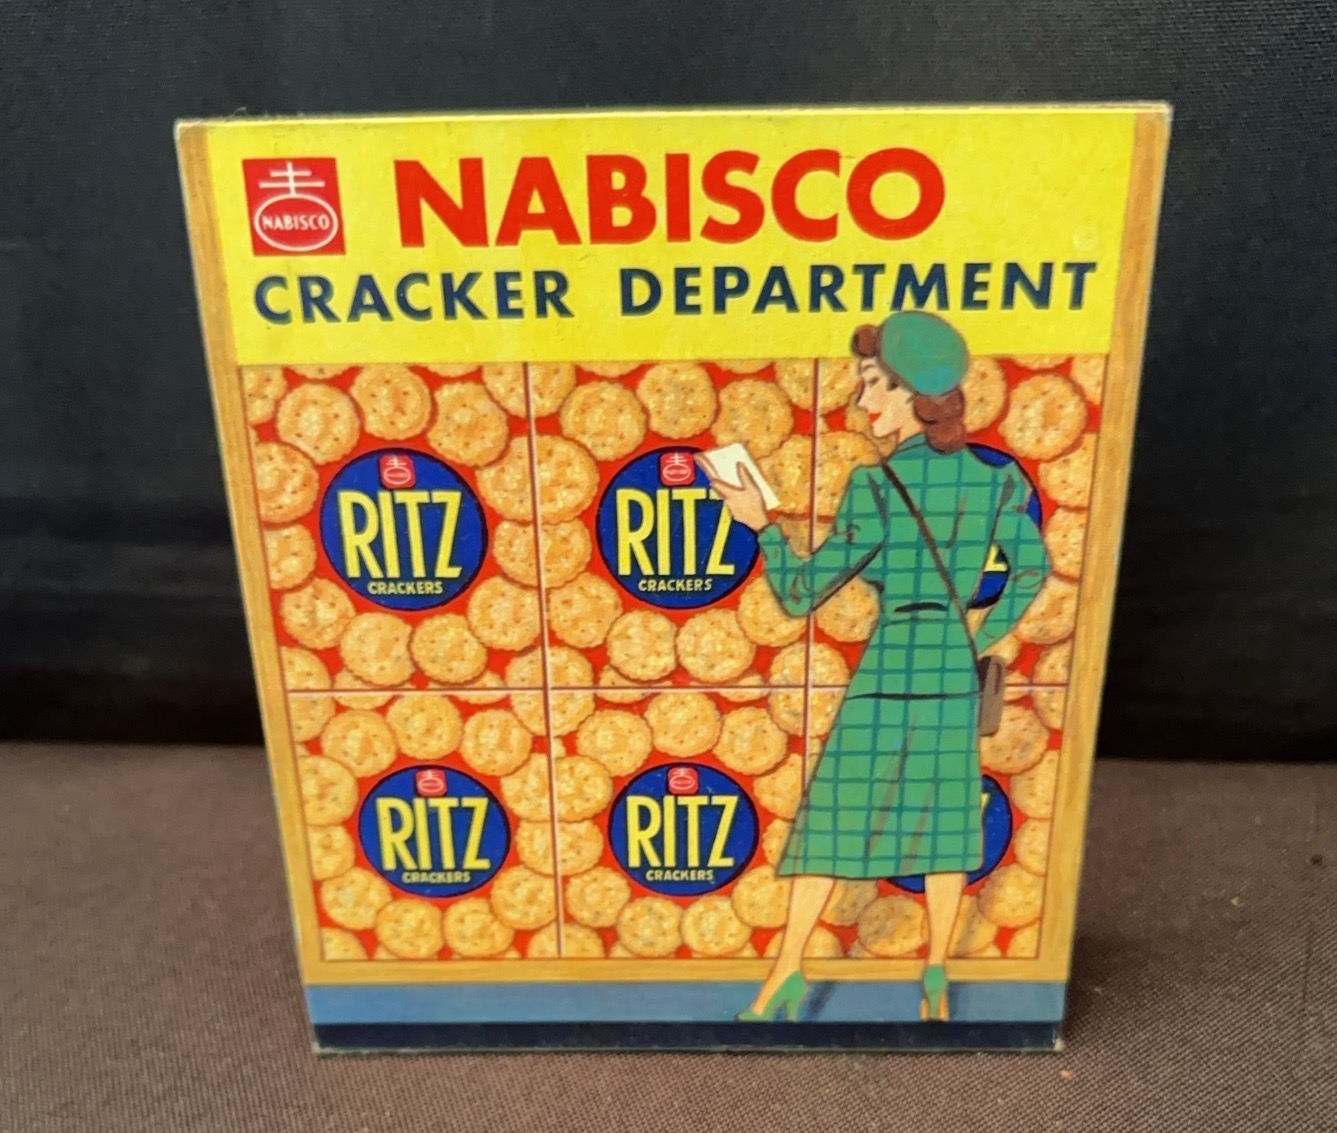 NABISCO
NABISCO
CRACKER DEPARTMENT
RITZ
CRACKERS
RITZ
CRACKERS
Z
RITZ
CRACKERS
RITZ
CRACKERS